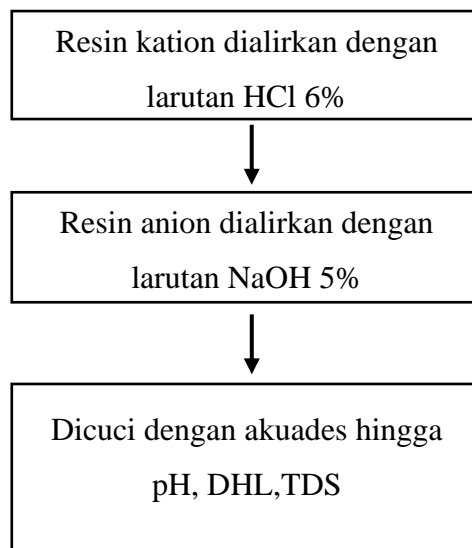 Resin kation dialirkan dengan
larutan HCl 6%
Resin anion dialirkan dengan
larutan NaOH 5%
Dicuci dengan akuades hingga
pH, DHL,TDS